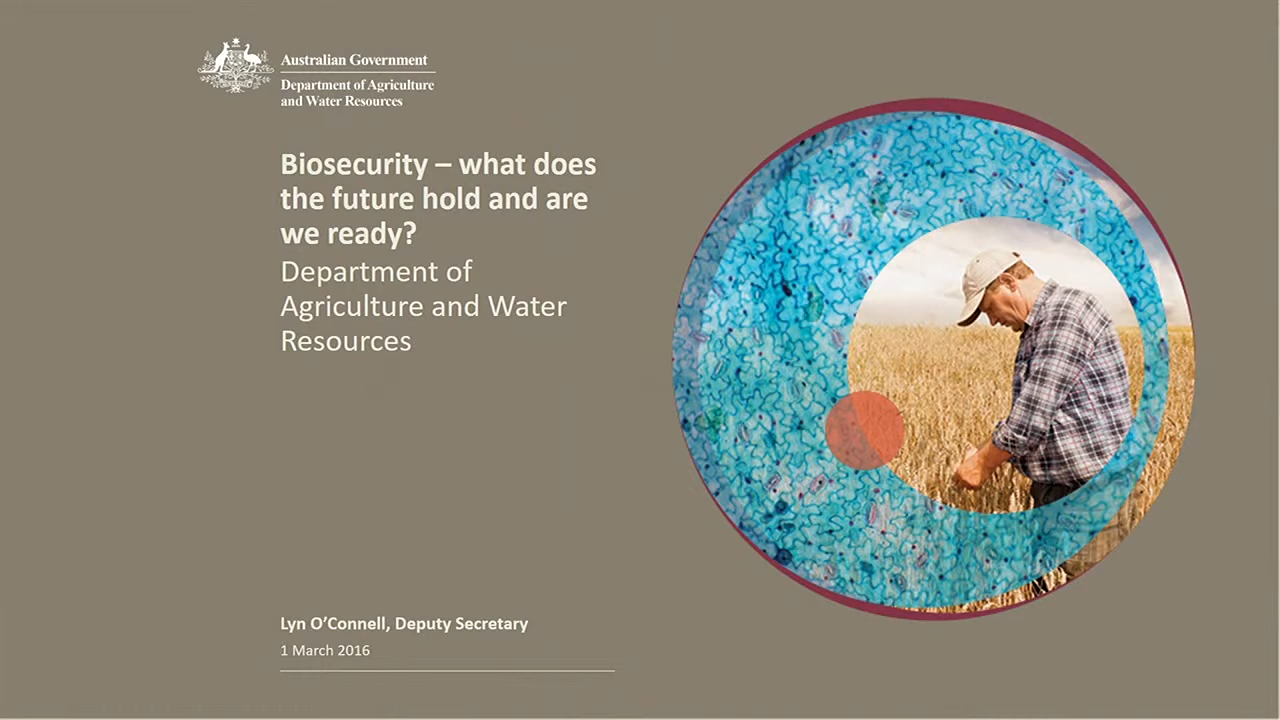 Australian Government
Department of Agriculture
and Water Resources
Biosecurity – what does
the future hold and are
we ready?
Department of
Agriculture and Water
Resources
Lyn O’Connell, Deputy Secretary
1 March 2016